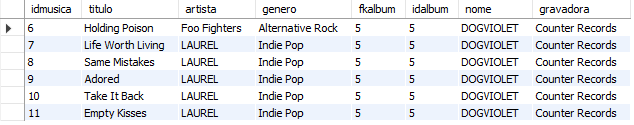 idmusica titulo artista genero fkalbum idalbum nome gravadora
6 Holding Poison Foo Fighters Alternative Rock 5 5 DOGVIOLET Counter Records
7 Life Worth Living LAUREL Indie Pop 5 5 DOGVIOLET Counter Records
8 Same Mistakes LAUREL Indie Pop 5 5 DOGVIOLET Counter Records
9 Adored LAUREL Indie Pop 5 5 DOGVIOLET Counter Records
10 Take It Back LAUREL Indie Pop 5 5 DOGVIOLET Counter Records
11 Empty Kisses LAUREL Indie Pop 5 5 DOGVIOLET Counter Records